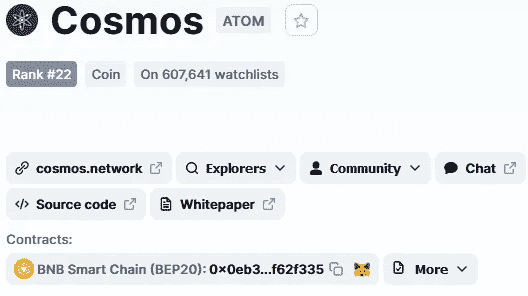 Cosmos ATOM
Rank #22 Coin On 607,641 watchlists
cosmos.network Explorers Community Chat
Source code Whitepaper
Contracts:
BNB Smart Chain (BEP20): 0x0eb3...f62f335 More